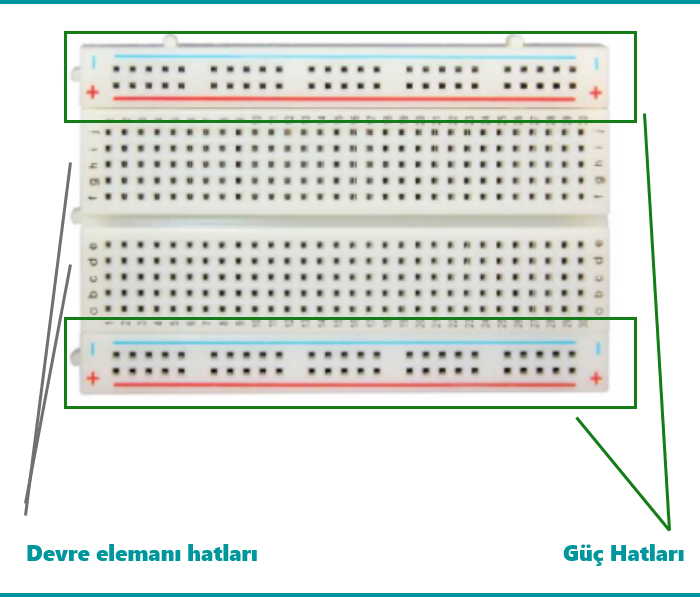 − −
+ +
j j
i i
h h
g g
f f
e e
d d
c c
b b
a a
− −
+ +
Devre elemanı hatları
Güç Hatları